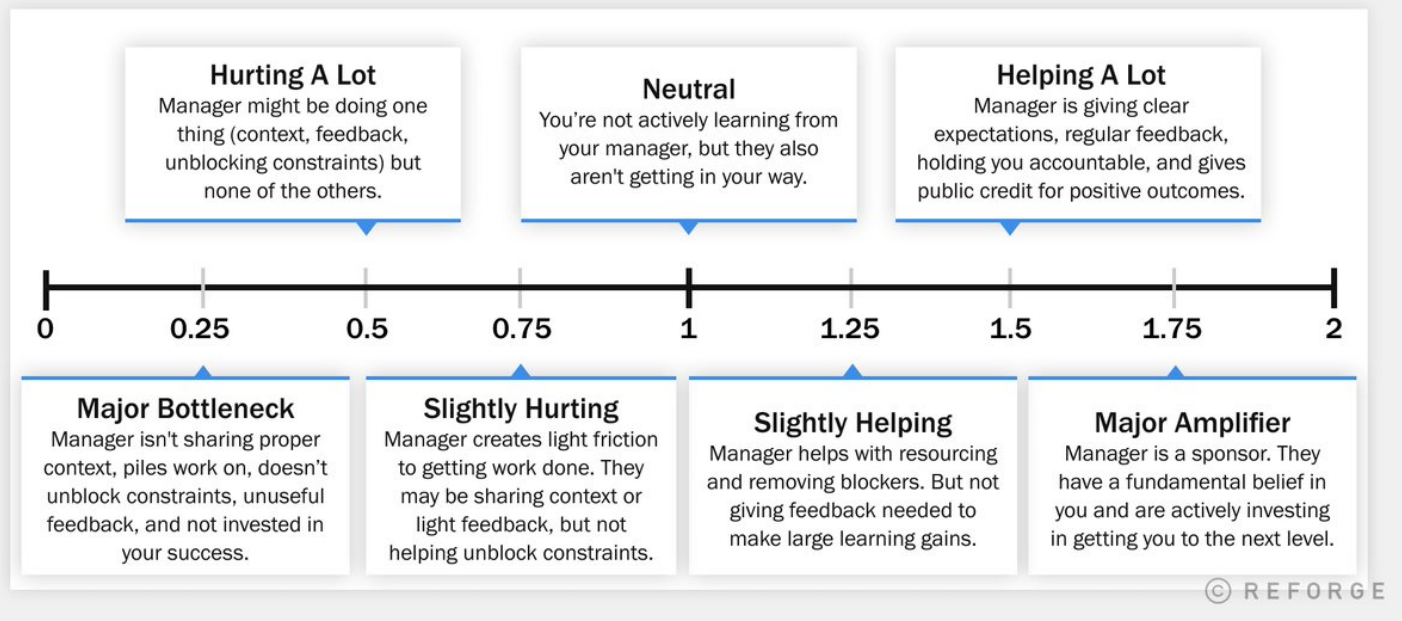 Hurting A Lot
Manager might be doing one
thing (context, feedback,
unblocking constraints) but
none of the others.
Neutral
You’re not actively learning from
your manager, but they also
aren't getting in your way.
Helping A Lot
Manager is giving clear
expectations, regular feedback,
holding you accountable, and gives
public credit for positive outcomes.
0 0.25 0.5 0.75 1 1.25 1.5 1.75 2
Major Bottleneck
Manager isn't sharing proper
context, piles work on, doesn’t
unblock constraints, unuseful
feedback, and not invested in
your success.
Slightly Hurting
Manager creates light friction
to getting work done. They
may be sharing context or
light feedback, but not
helping unblock constraints.
Slightly Helping
Manager helps with resourcing
and removing blockers. But not
giving feedback needed to
make large learning gains.
Major Amplifier
Manager is a sponsor. They
have a fundamental belief in
you and are actively investing
in getting you to the next level.
© REFORGE